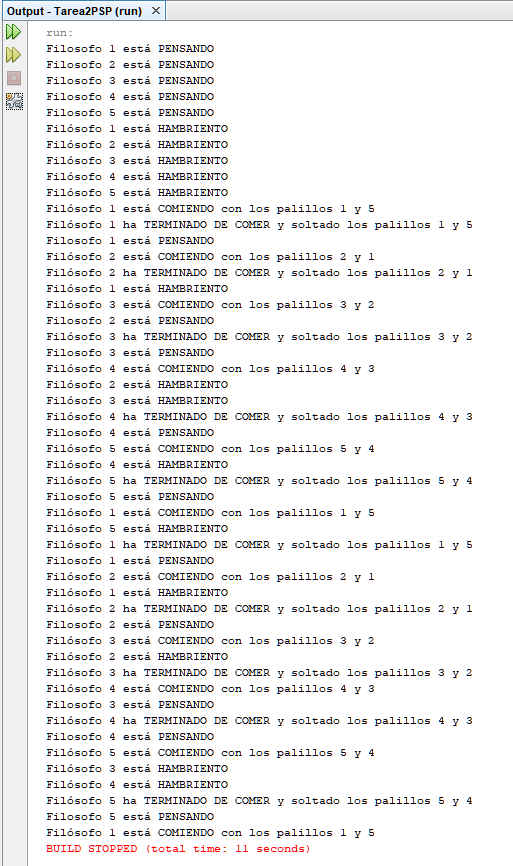 Output - Tarea2PSP (run) ×
run:
Filosofo 1 está PENSANDO
Filosofo 2 está PENSANDO
Filosofo 3 está PENSANDO
Filosofo 4 está PENSANDO
Filosofo 5 está PENSANDO
Filósofo 1 está HAMBRIENTO
Filósofo 2 está HAMBRIENTO
Filósofo 3 está HAMBRIENTO
Filósofo 4 está HAMBRIENTO
Filósofo 5 está HAMBRIENTO
Filósofo 1 está COMIENDO con los palillos 1 y 5
Filósofo 1 ha TERMINADO DE COMER y soltado los palillos 1 y 5
Filosofo 1 está PENSANDO
Filósofo 2 está COMIENDO con los palillos 2 y 1
Filósofo 2 ha TERMINADO DE COMER y soltado los palillos 2 y 1
Filósofo 1 está HAMBRIENTO
Filósofo 3 está COMIENDO con los palillos 3 y 2
Filosofo 2 está PENSANDO
Filósofo 3 ha TERMINADO DE COMER y soltado los palillos 3 y 2
Filosofo 3 está PENSANDO
Filósofo 4 está COMIENDO con los palillos 4 y 3
Filósofo 2 está HAMBRIENTO
Filósofo 3 está HAMBRIENTO
Filósofo 4 ha TERMINADO DE COMER y soltado los palillos 4 y 3
Filosofo 4 está PENSANDO
Filósofo 5 está COMIENDO con los palillos 5 y 4
Filósofo 4 está HAMBRIENTO
Filósofo 5 ha TERMINADO DE COMER y soltado los palillos 5 y 4
Filosofo 5 está PENSANDO
Filósofo 1 está COMIENDO con los palillos 1 y 5
Filósofo 5 está HAMBRIENTO
Filósofo 1 ha TERMINADO DE COMER y soltado los palillos 1 y 5
Filosofo 1 está PENSANDO
Filósofo 2 está COMIENDO con los palillos 2 y 1
Filósofo 1 está HAMBRIENTO
Filósofo 2 ha TERMINADO DE COMER y soltado los palillos 2 y 1
Filosofo 2 está PENSANDO
Filósofo 3 está COMIENDO con los palillos 3 y 2
Filósofo 2 está HAMBRIENTO
Filósofo 3 ha TERMINADO DE COMER y soltado los palillos 3 y 2
Filósofo 4 está COMIENDO con los palillos 4 y 3
Filosofo 3 está PENSANDO
Filósofo 4 ha TERMINADO DE COMER y soltado los palillos 4 y 3
Filosofo 4 está PENSANDO
Filósofo 5 está COMIENDO con los palillos 5 y 4
Filósofo 3 está HAMBRIENTO
Filósofo 4 está HAMBRIENTO
Filósofo 5 ha TERMINADO DE COMER y soltado los palillos 5 y 4
Filosofo 5 está PENSANDO
Filósofo 1 está COMIENDO con los palillos 1 y 5
BUILD STOPPED (total time: 11 seconds)